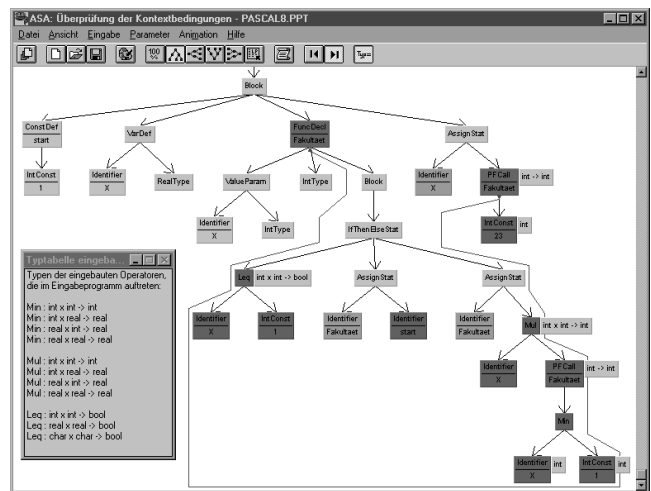 ASA: Überprüfung der Kontextbedingungen - PASCAL8.PPT
Datei Ansicht Eingabe Parameter Animation Hilfe
100 %
Type
Block
ConstDef
start
VarDef
FuncDecl
Fakultaet
AssignStat
IntConst
1
Identifier
X
RealType
ValueParam
IntType
Block
Identifier
X
PFCall
Fakultaet
int -> int
Identifier
X
IntType
IfThenElseStat
IntConst
23
int
Typtabelle eingeba...
Typen der eingebauten Operatoren,
die im Eingabeprogramm auftreten:
Min : int x int -> int
Min : int x real -> real
Min : real x int -> real
Min : real x real -> real
Mul : int x int -> int
Mul : int x real -> real
Mul : real x int -> real
Mul : real x real -> real
Leq : int x int -> bool
Leq : real x real -> bool
Leq : char x char -> bool
Leq
int x int -> bool
AssignStat
AssignStat
Identifier
X
IntConst
1
Identifier
Fakultaet
Identifier
start
Identifier
Fakultaet
Mul
int x int -> int
Identifier
X
PFCall
Fakultaet
int -> int
Min
Identifier
X
int
IntConst
1
int